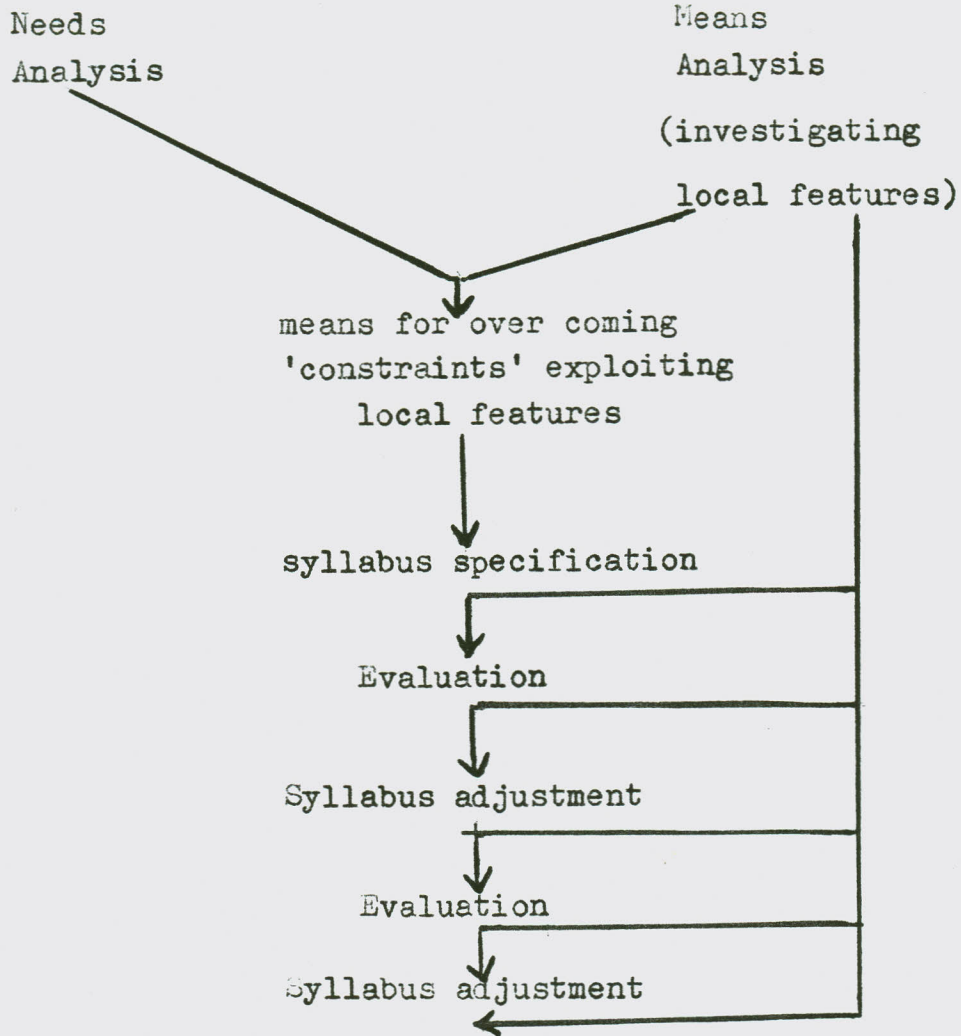 Needs
Analysis
Means
Analysis
(investigating
local features)
means for over coming
'constraints' exploiting
local features
syllabus specification
Evaluation
Syllabus adjustment
Evaluation
Syllabus adjustment